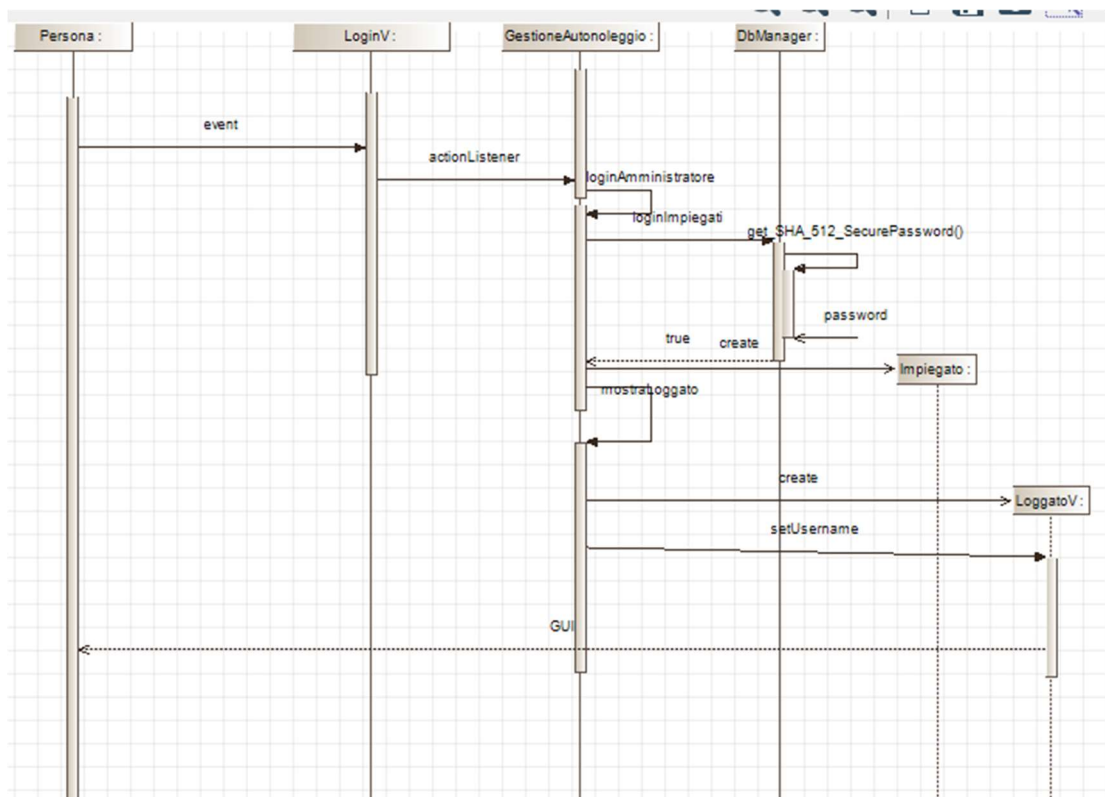 Persona :
LoginV :
GestioneAutonoleggio :
DbManager :
event
actionListener
loginAmministratore
loginImpiegati
get_SHA_512_SecurePassword()
password
true
create
Impiegato :
mostraLoggato
create
LoggatoV :
setUsername
GUI